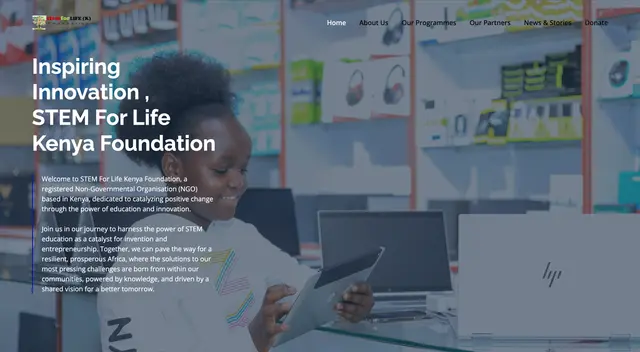 STEM FOR LIFE (K)
Home
About Us
Our Programmes
Our Partners
News & Stories
Donate
Inspiring
Innovation ,
STEM For Life
Kenya Foundation
Welcome to STEM For Life Kenya Foundation, a
registered Non-Governmental Organisation (NGO)
based in Kenya, dedicated to catalyzing positive change
through the power of education and innovation.
Join us in our journey to harness the power of STEM
education as a catalyst for invention and
entrepreneurship. Together, we can pave the way for a
resilient, prosperous Africa, where the solutions to our
most pressing challenges are born from within our
communities, powered by knowledge, and driven by a
shared vision for a better tomorrow.
hp